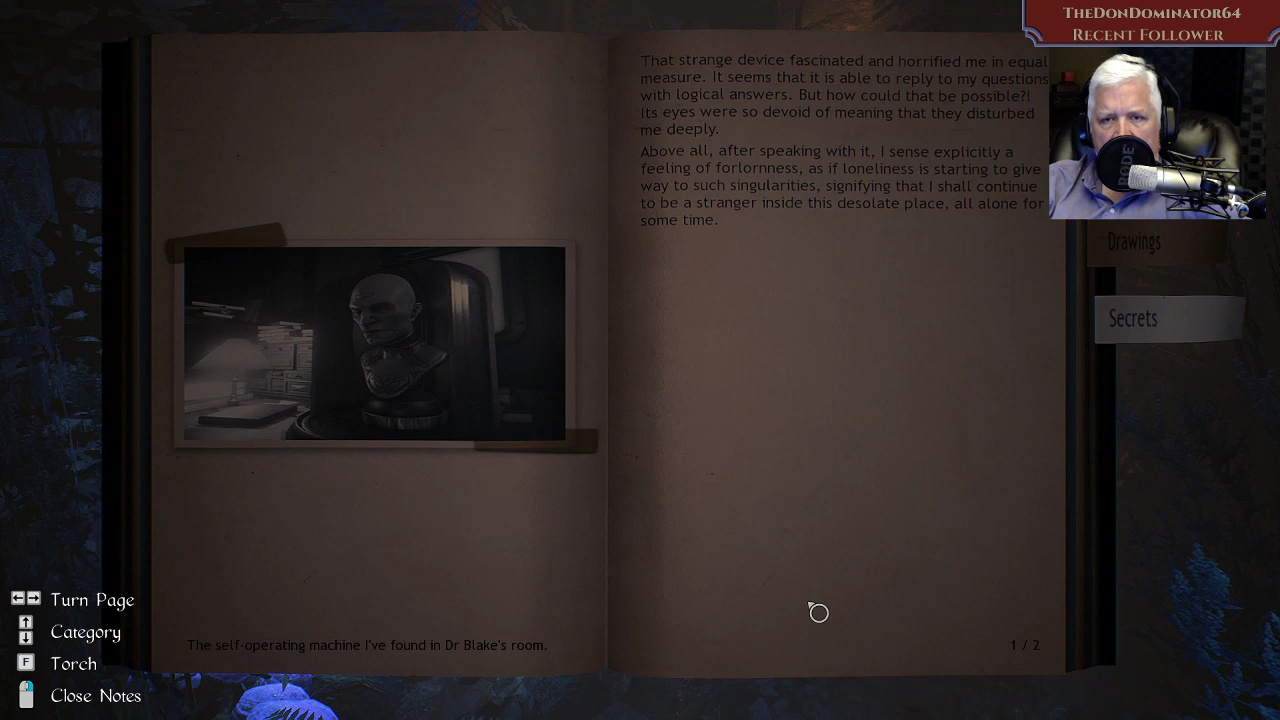 TheDonDominator64
Recent Follower
That strange device fascinated and horrified me in equal
measure. It seems that it is able to reply to my questions
with logical answers. But how could that be possible?!
Its eyes were so devoid of meaning that they disturbed
me deeply.
Above all, after speaking with it, I sense explicitly a
feeling of forlornness, as if loneliness is starting to give
way to such singularities, signifying that I shall continue
to be a stranger inside this desolate place, all alone for
some time.
RODE
Drawings
Secrets
Turn Page
Category
F Torch
Close Notes
The self-operating machine I've found in Dr Blake's room.
1 / 2